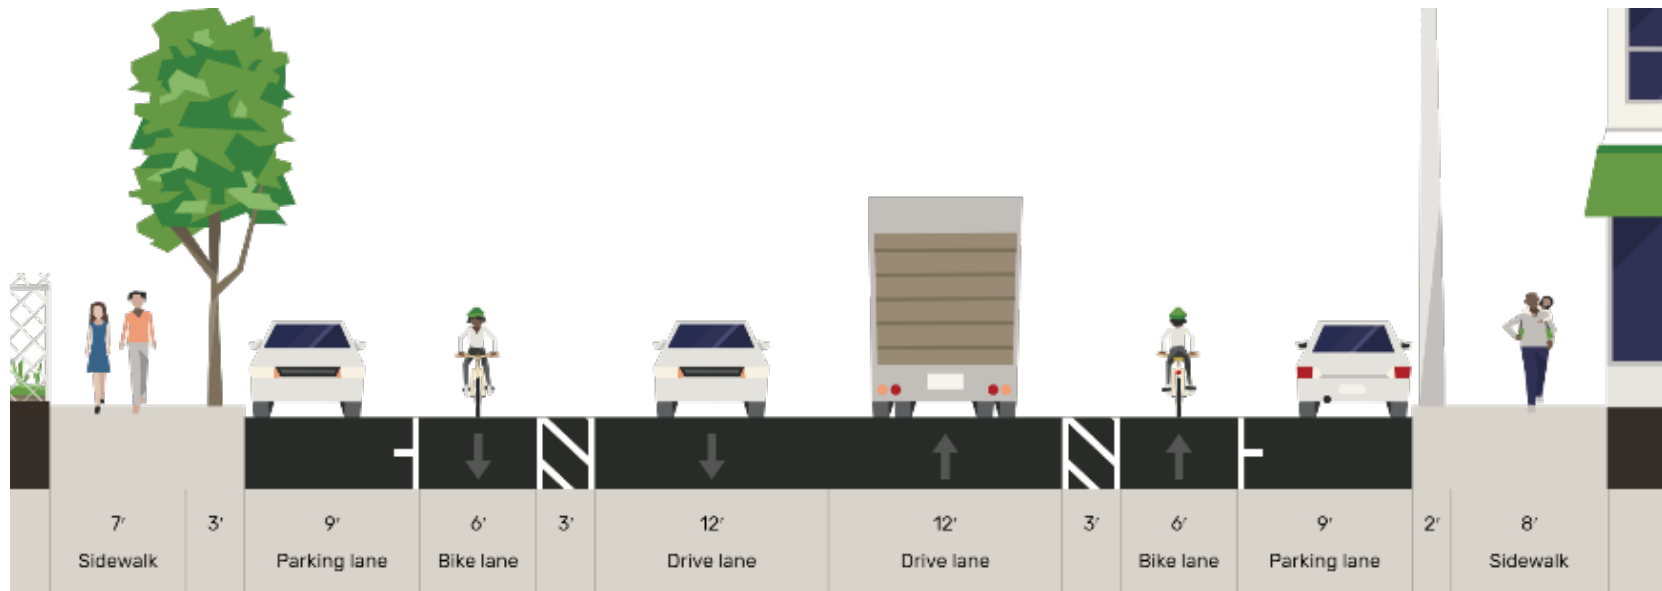 7′ 3′ 9′ 6′ 3′ 12′ 12′ 3′ 6′ 9′ 2′ 8′
Sidewalk Parking lane Bike lane Drive lane Drive lane Bike lane Parking lane Sidewalk